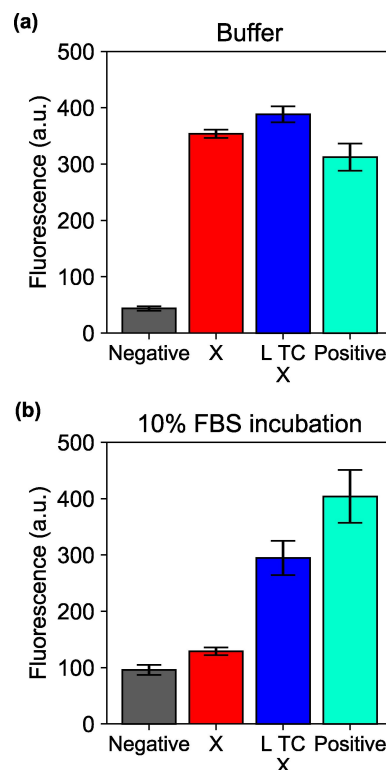 (a)
Buffer
Fluorescence (a.u.)
500
400
300
200
100
0
Negative X L TC Positive
X
(b)
10% FBS incubation
Fluorescence (a.u.)
500
400
300
200
100
0
Negative X L TC Positive
X